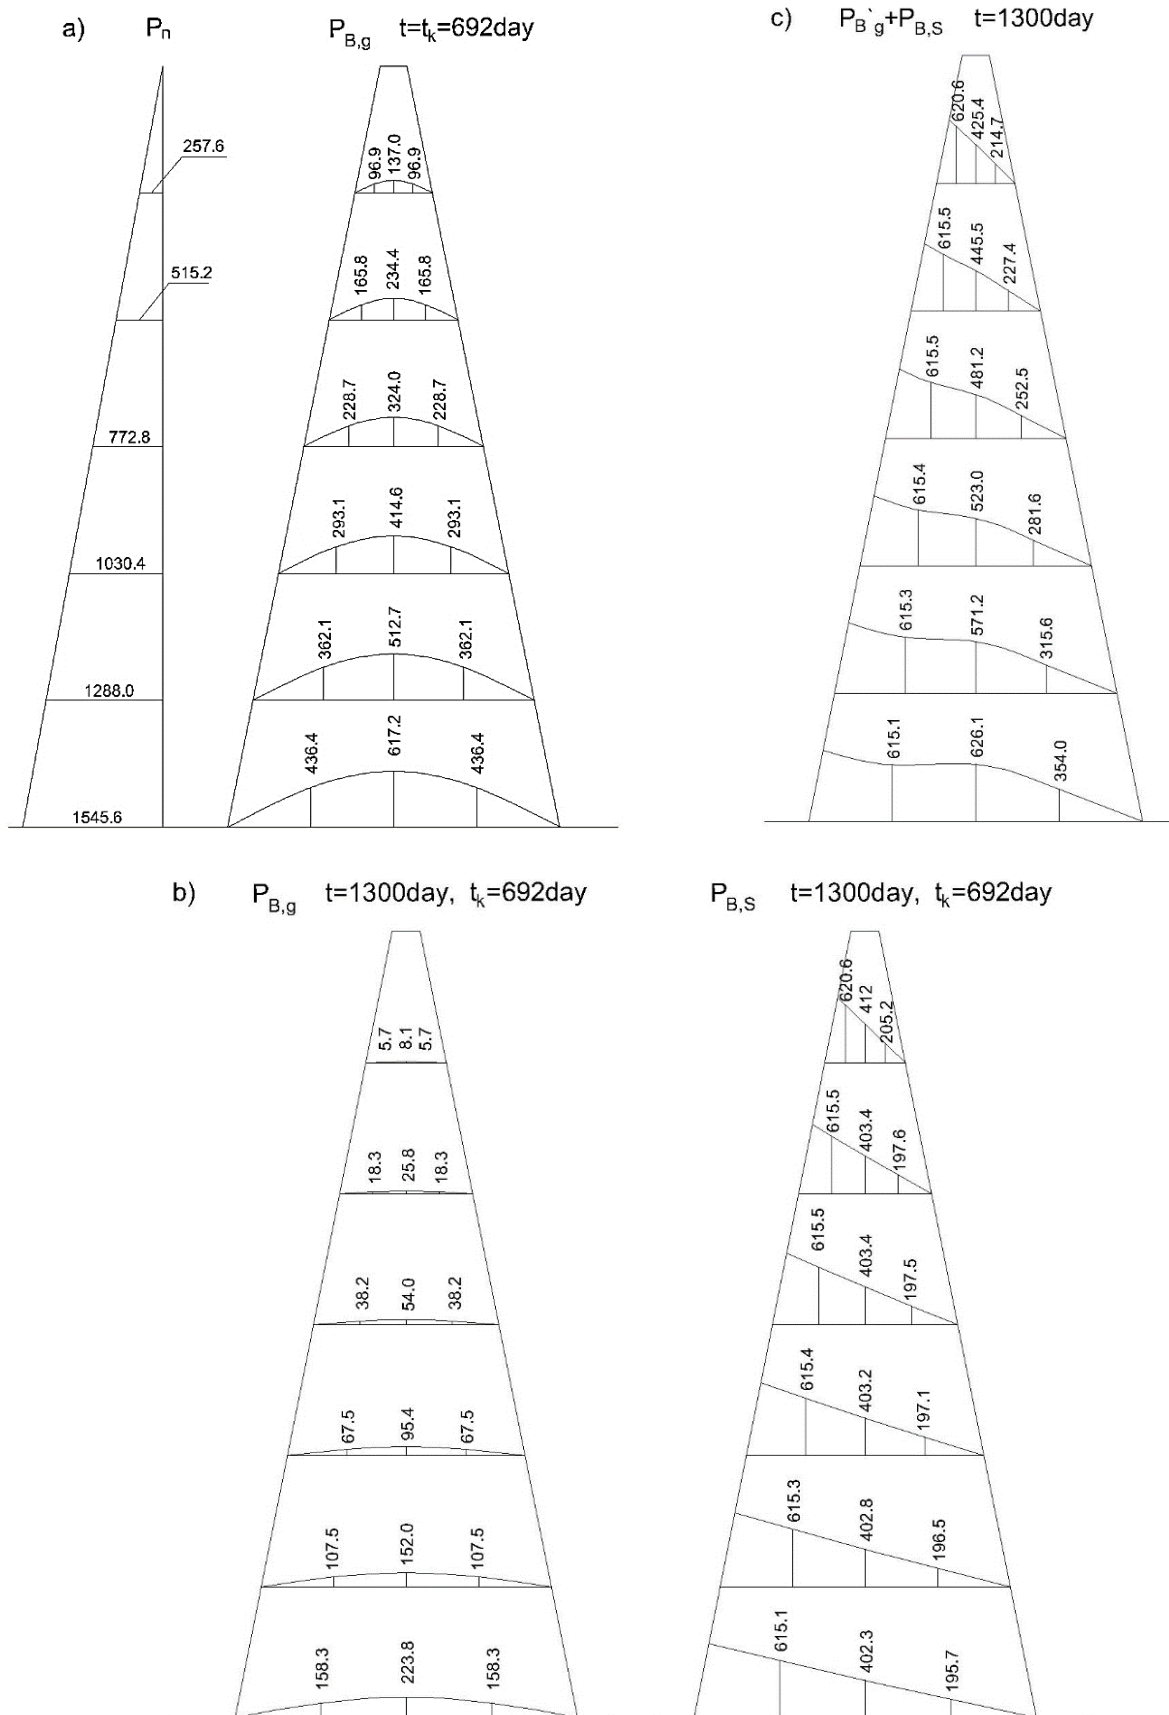 a) Pn PB,g t=tk=692day
257.6
515.2
772.8
1030.4
1288.0
1545.6
96.9 137.0 96.9
165.8 234.4 165.8
228.7 324.0 228.7
293.1 414.6 293.1
362.1 512.7 362.1
436.4 617.2 436.4
c) PB`g+PB,S t=1300day
620.6 425.4 214.7
615.5 445.5 227.4
615.5 481.2 252.5
615.4 523.0 281.6
615.3 571.2 315.6
615.1 626.1 354.0
b) PB,g t=1300day, tk=692day
5.7 8.1 5.7
18.3 25.8 18.3
38.2 54.0 38.2
67.5 95.4 67.5
107.5 152.0 107.5
158.3 223.8 158.3
PB,S t=1300day, tk=692day
620.6 412 205.2
615.5 403.4 197.6
615.5 403.4 197.5
615.4 403.2 197.1
615.3 402.8 196.5
615.1 402.3 195.7